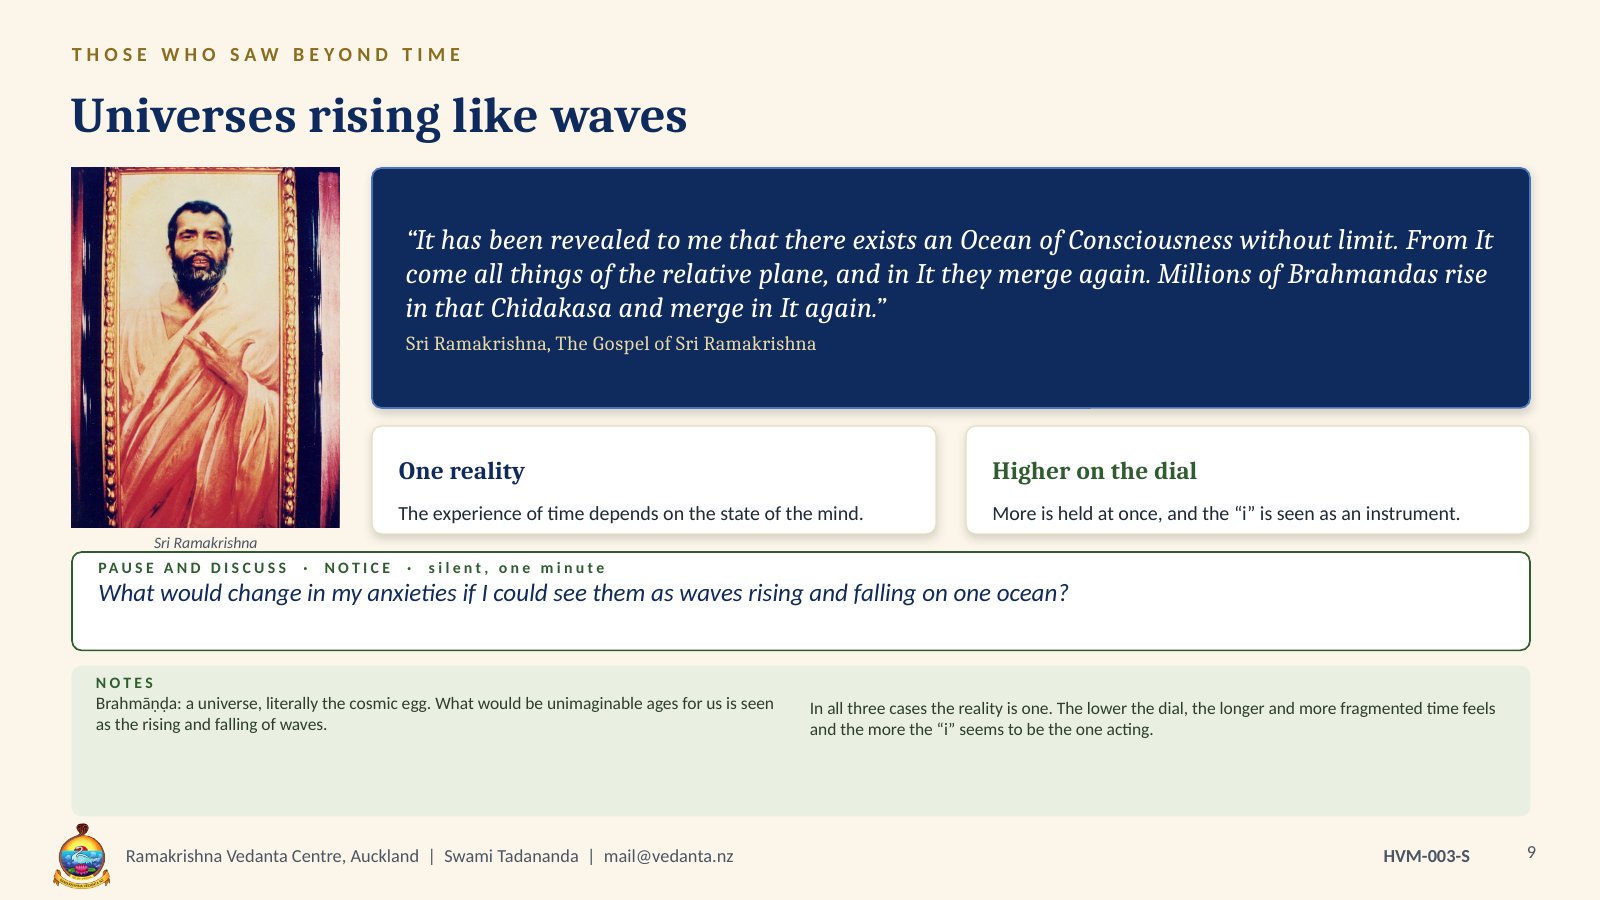 THOSE WHO SAW BEYOND TIME
Universes rising like waves
“It has been revealed to me that there exists an Ocean of Consciousness without limit. From It
come all things of the relative plane, and in It they merge again. Millions of Brahmandas rise
in that Chidakasa and merge in It again.”
Sri Ramakrishna, The Gospel of Sri Ramakrishna
One reality
The experience of time depends on the state of the mind.
Higher on the dial
More is held at once, and the “i” is seen as an instrument.
Sri Ramakrishna
PAUSE AND DISCUSS · NOTICE · silent, one minute
What would change in my anxieties if I could see them as waves rising and falling on one ocean?
NOTES
Brahmāṇḍa: a universe, literally the cosmic egg. What would be unimaginable ages for us is seen
as the rising and falling of waves.
In all three cases the reality is one. The lower the dial, the longer and more fragmented time feels
and the more the “i” seems to be the one acting.
Ramakrishna Vedanta Centre, Auckland | Swami Tadananda | mail@vedanta.nz
HVM-003-S
9